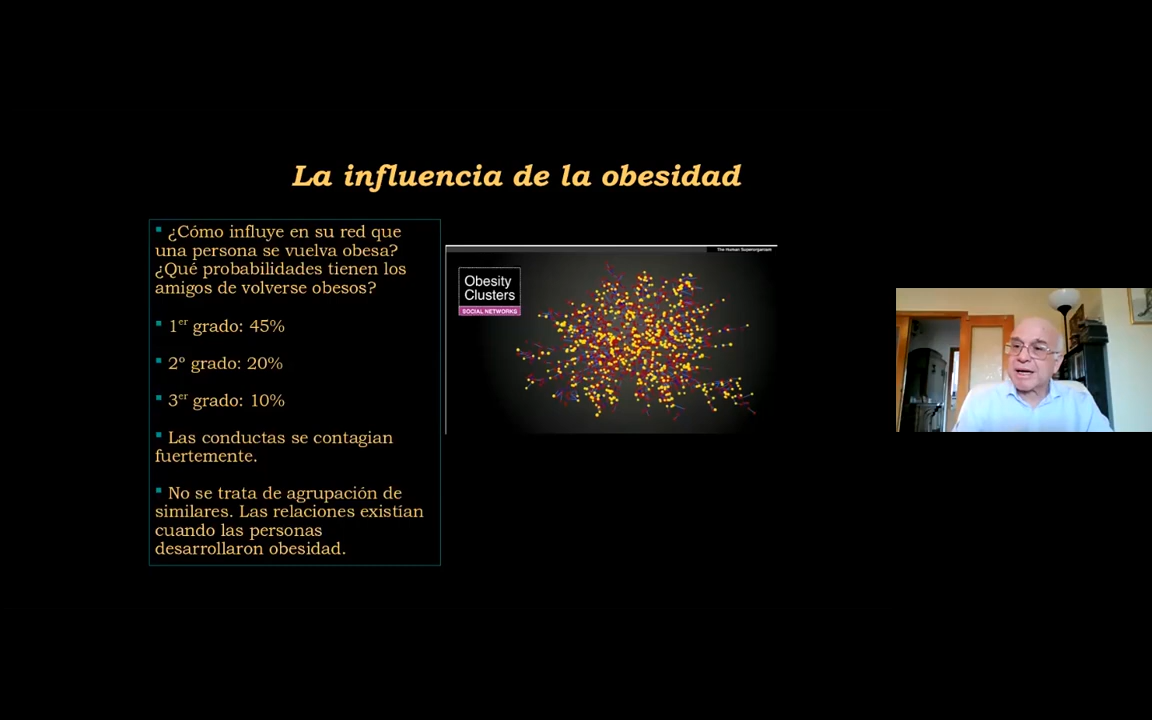 La influencia de la obesidad
▪ ¿Cómo influye en su red que
una persona se vuelva obesa?
¿Qué probabilidades tienen los
amigos de volverse obesos?
▪ 1er grado: 45%
▪ 2º grado: 20%
▪ 3er grado: 10%
▪ Las conductas se contagian
fuertemente.
▪ No se trata de agrupación de
similares. Las relaciones existían
cuando las personas
desarrollaron obesidad.
The Human Superorganism
Obesity
Clusters
SOCIAL NETWORKS